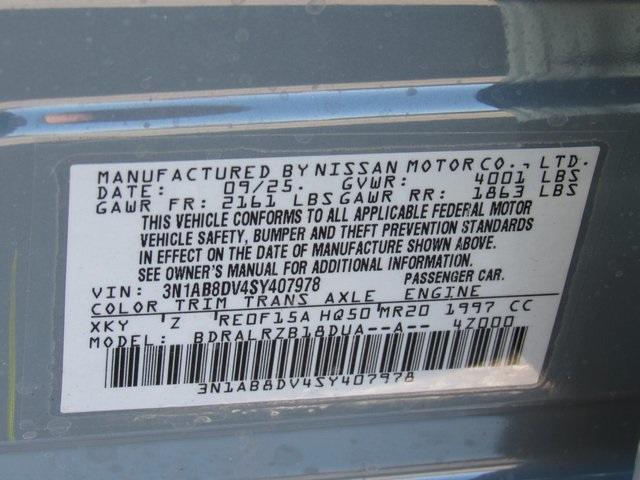 MANUFACTURED BY NISSAN MOTOR CO., LTD.
DATE: 09/25. GVWR: 4001 LBS
GAWR FR: 2161 LBS GAWR RR: 1863 LBS
THIS VEHICLE CONFORMS TO ALL APPLICABLE FEDERAL MOTOR
VEHICLE SAFETY, BUMPER AND THEFT PREVENTION STANDARDS
IN EFFECT ON THE DATE OF MANUFACTURE SHOWN ABOVE.
SEE OWNER'S MANUAL FOR ADDITIONAL INFORMATION.
VIN: 3N1AB8DV4SY407978 PASSENGER CAR.
COLOR TRIM TRANS AXLE ENGINE
XKY Z RE0F15A HQ50 MR20 1997 CC
MODEL: BDRALRZB18DUA--A-- 4Z000
3N1AB8DV4SY407978